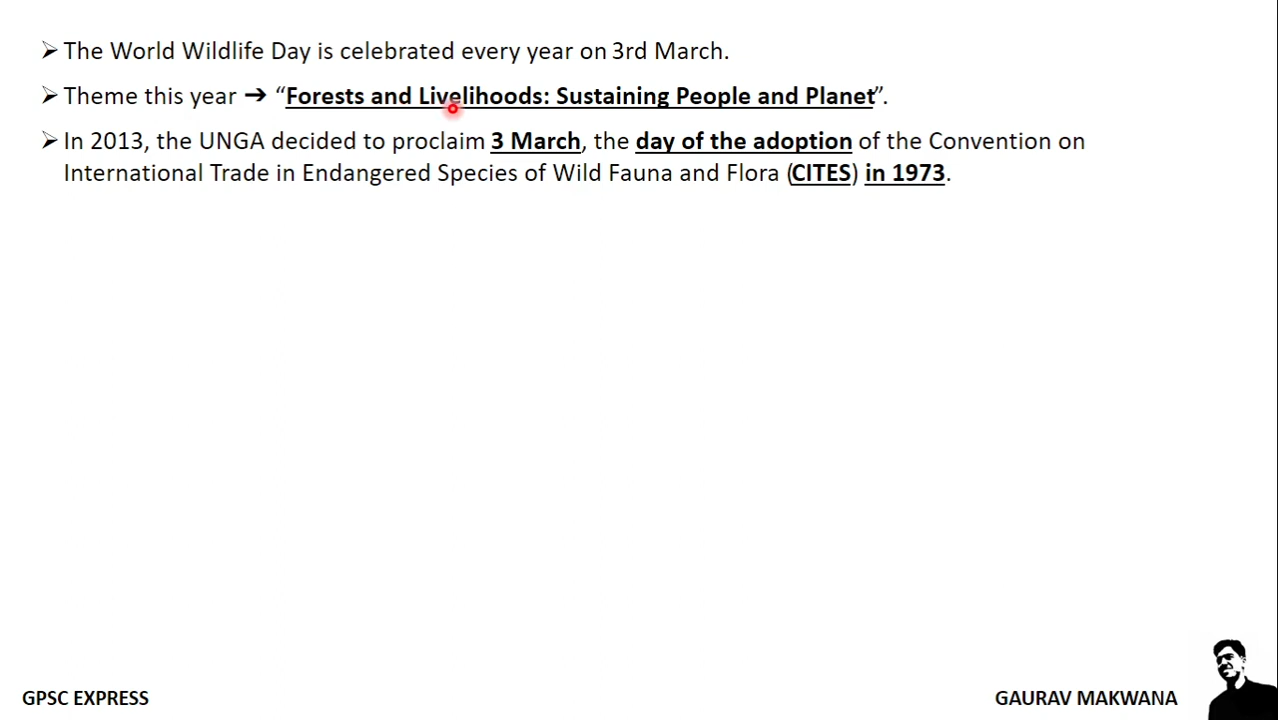 ➢ The World Wildlife Day is celebrated every year on 3rd March.
➢ Theme this year ➔ “Forests and Livelihoods: Sustaining People and Planet”.
➢ In 2013, the UNGA decided to proclaim 3 March, the day of the adoption of the Convention on
International Trade in Endangered Species of Wild Fauna and Flora (CITES) in 1973.
GPSC EXPRESS
GAURAV MAKWANA